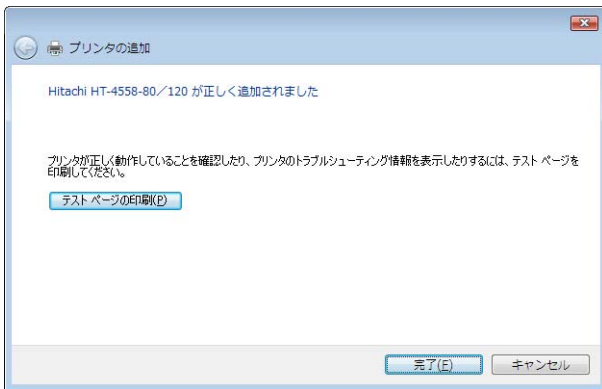 プリンタの追加
Hitachi HT-4558-80/120 が正しく追加されました
プリンタが正しく動作していることを確認したり、プリンタのトラブルシューティング情報を表示したりするには、テスト ページを
印刷してください。
テスト ページの印刷(P)
完了(F)
キャンセル